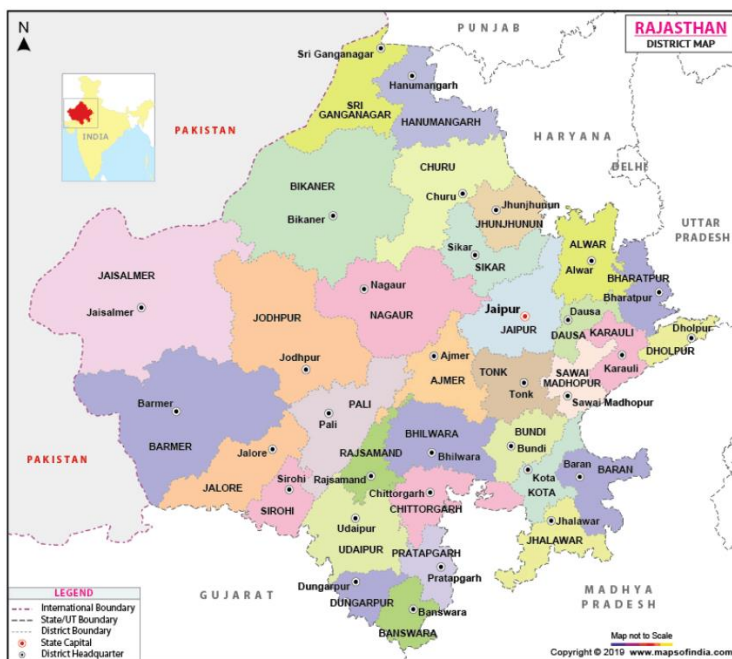 N
PUNJAB
RAJASTHAN
DISTRICT MAP
Sri Ganganagar
Hanumangarh
SRI
GANGANAGAR
HANUMANGARH
INDIA
PAKISTAN
HARYANA
DELHI
CHURU
Churu
BIKANER
Bikaner
Jhunjhunun
JHUNJHUNUN
UTTAR
PRADESH
Sikar
SIKAR
ALWAR
Alwar
JAISALMER
Jaisalmer
BHARATPUR
Bharatpur
Nagaur
NAGAUR
JODHPUR
Jodhpur
Jaipur
JAIPUR
Dausa
DAUSA
KARAULI
Karauli
Dholpur
DHOLPUR
Ajmer
AJMER
TONK
Tonk
SAWAI
MADHOPUR
Sawai Madhopur
Barmer
BARMER
PALI
Pali
PAKISTAN
BHILWARA
Bhilwara
BUNDI
Bundi
Jalore
JALORE
RAJSAMAND
Rajsamand
Sirohi
SIROHI
Chittorgarh
CHITTORGARH
Kota
KOTA
Baran
BARAN
Udaipur
UDAIPUR
Jhalawar
JHALAWAR
PRATAPGARH
Pratapgarh
GUJARAT
Dungarpur
DUNGARPUR
Banswara
BANSWARA
MADHYA
PRADESH
LEGEND
International Boundary
State/UT Boundary
District Boundary
State Capital
District Headquarter
Map not to Scale
Copyright © 2019 www.mapsofindia.com